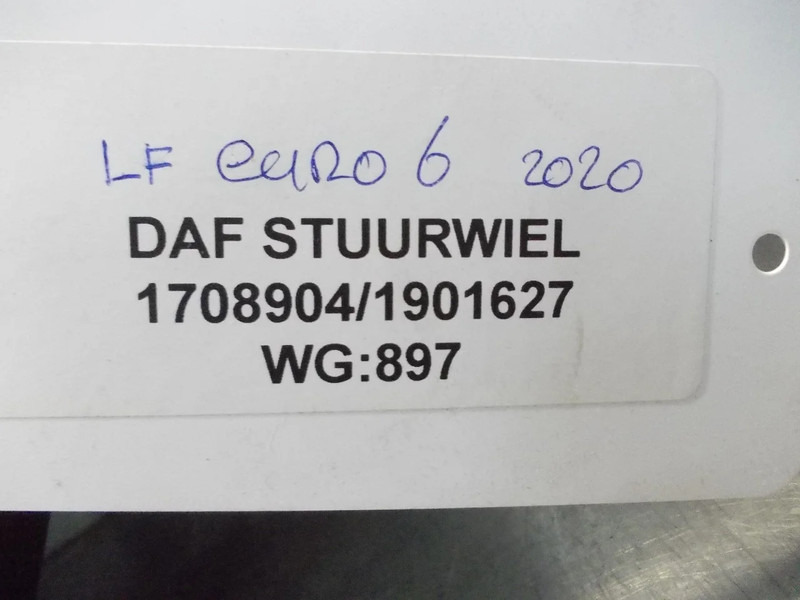 LF euro 6 2020
DAF STUURWIEL
1708904/1901627
WG:897